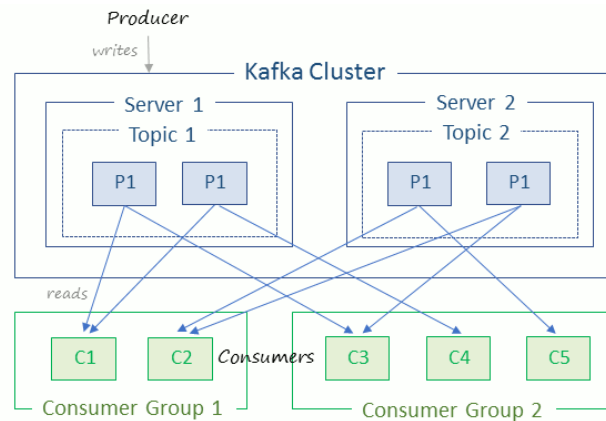 Producer
writes
Kafka Cluster
Server 1
Server 2
Topic 1
Topic 2
P1
P1
P1
P1
reads
C1
C2
Consumers
C3
C4
C5
Consumer Group 1
Consumer Group 2